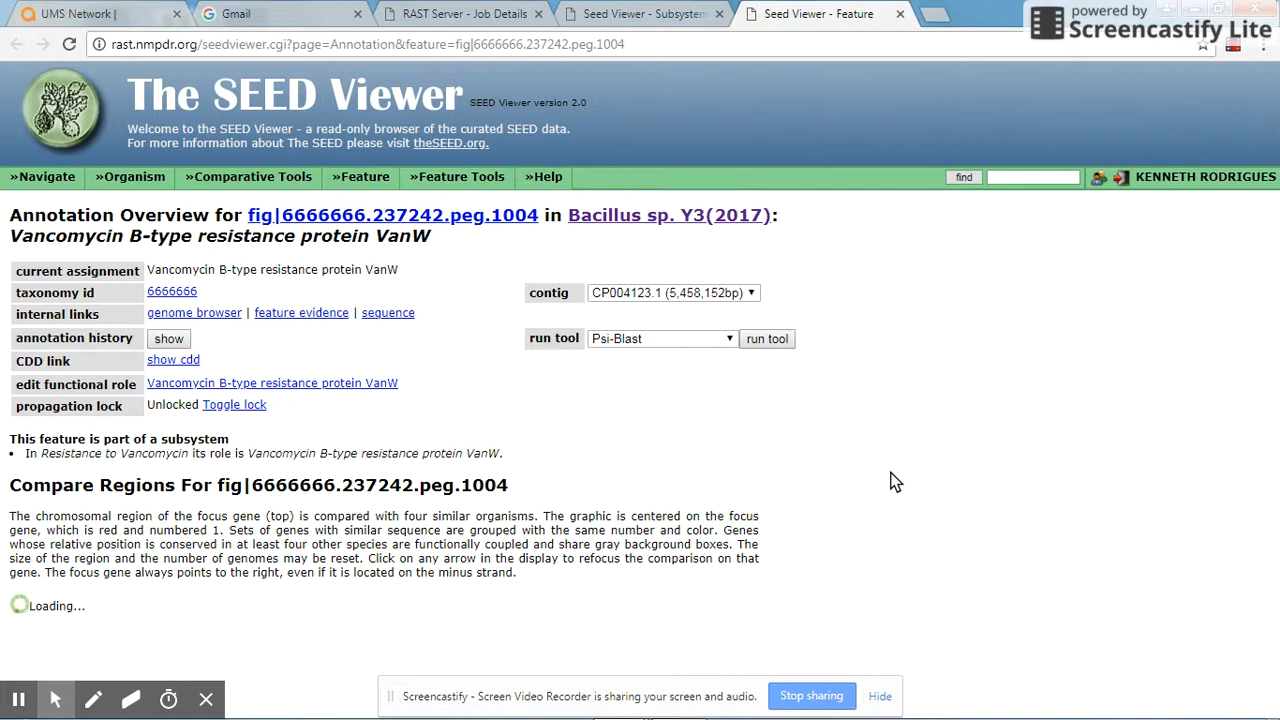 UMS Network |
Gmail
RAST Server - Job Details
Seed Viewer - Subsystem
Seed Viewer - Feature
powered by
Screencastify Lite
rast.nmpdr.org/seedviewer.cgi?page=Annotation&feature=fig|6666666.237242.peg.1004
The SEED Viewer
SEED Viewer version 2.0
Welcome to the SEED Viewer - a read-only browser of the curated SEED data.
For more information about The SEED please visit theSEED.org.
»Navigate »Organism »Comparative Tools »Feature »Feature Tools »Help find KENNETH RODRIGUES
Annotation Overview for fig|6666666.237242.peg.1004 in Bacillus sp. Y3(2017):
Vancomycin B-type resistance protein VanW
current assignment Vancomycin B-type resistance protein VanW
taxonomy id 6666666 contig CP004123.1 (5,458,152bp)
internal links genome browser | feature evidence | sequence
annotation history show run tool Psi-Blast run tool
CDD link show cdd
edit functional role Vancomycin B-type resistance protein VanW
propagation lock Unlocked Toggle lock
This feature is part of a subsystem
• In Resistance to Vancomycin its role is Vancomycin B-type resistance protein VanW.
Compare Regions For fig|6666666.237242.peg.1004
The chromosomal region of the focus gene (top) is compared with four similar organisms. The graphic is centered on the focus
gene, which is red and numbered 1. Sets of genes with similar sequence are grouped with the same number and color. Genes
whose relative position is conserved in at least four other species are functionally coupled and share gray background boxes. The
size of the region and the number of genomes may be reset. Click on any arrow in the display to refocus the comparison on that
gene. The focus gene always points to the right, even if it is located on the minus strand.
Loading...
Screencastify - Screen Video Recorder is sharing your screen and audio. Stop sharing Hide